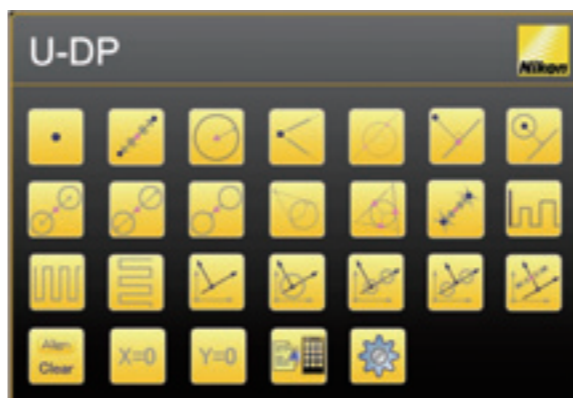 U-DP
Nikon
Align
Clear
X=0
Y=0